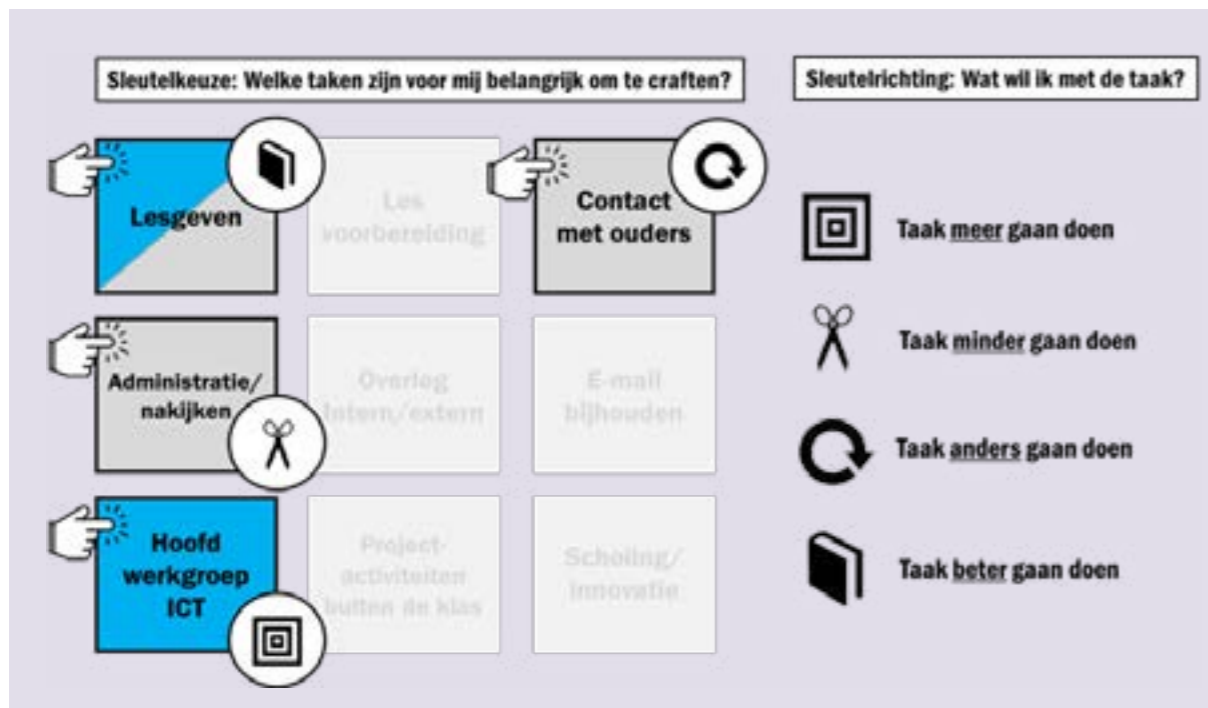 Sleutelkeuze: Welke taken zijn voor mij belangrijk om te craften?
Sleutelrichting: Wat wil ik met de taak?
Lesgeven
Les
voorbereiding
Contact
met ouders
Administratie/
nakijken
Overleg
Intern/extern
E-mail
bijhouden
Hoofd
werkgroep
ICT
Project-
activiteiten
buiten de klas
Scholing/
Innovatie
Taak meer gaan doen
Taak minder gaan doen
Taak anders gaan doen
Taak beter gaan doen